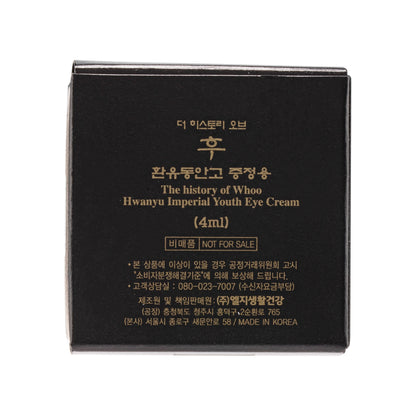 더 히스토리 오브
후
환유동안고 증정용
The history of Whoo
Hwanyu Imperial Youth Eye Cream
(4ml)
비매품 NOT FOR SALE
• 본 상품에 이상이 있을 경우 공정거래위원회 고시
"소비자분쟁해결기준"에 의해 보상해 드립니다.
• 고객상담실 : 080-023-7007 (수신자요금부담)
제조원 및 책임판매원 : (주)엘지생활건강
(공장) 충청북도 청주시 흥덕구 2순환로 765
(본사) 서울시 종로구 새문안로 58 / MADE IN KOREA